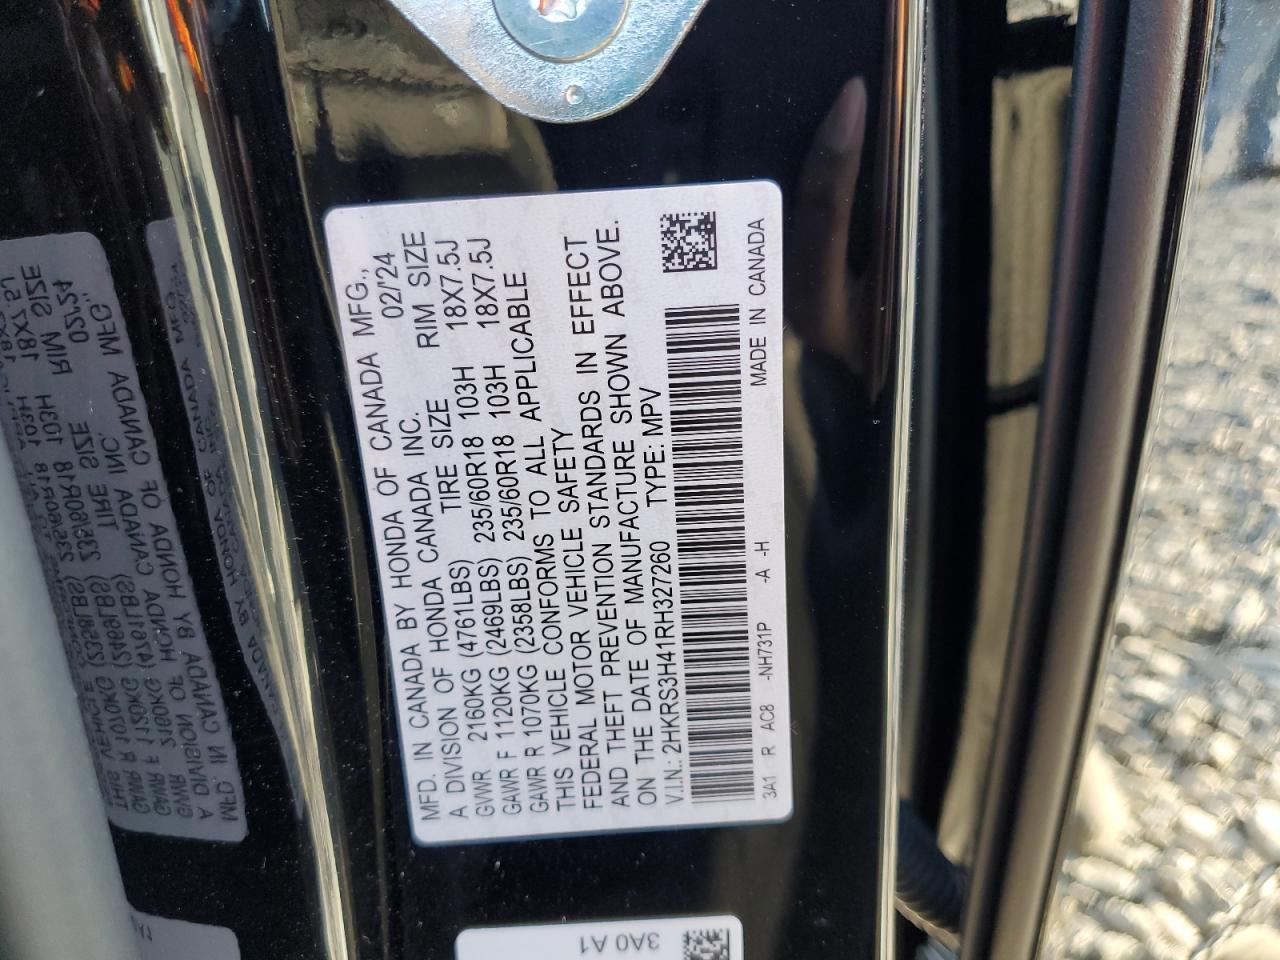 MFD. IN CANADA BY HONDA OF CANADA MFG.,
A DIVISION OF HONDA CANADA INC. 02/'24
GVWR 2160KG (4761LBS) TIRE SIZE RIM SIZE
GAWR F 1120KG (2469LBS) 235/60R18 103H 18X7.5J
GAWR R 1070KG (2358LBS) 235/60R18 103H 18X7.5J
THIS VEHICLE CONFORMS TO ALL APPLICABLE
FEDERAL MOTOR VEHICLE SAFETY
AND THEFT PREVENTION STANDARDS IN EFFECT
ON THE DATE OF MANUFACTURE SHOWN ABOVE.
V.I.N.: 2HKRS3H41RH327260 TYPE: MPV
3A1 R AC8 -NH731P -A -H MADE IN CANADA
3A0 A1